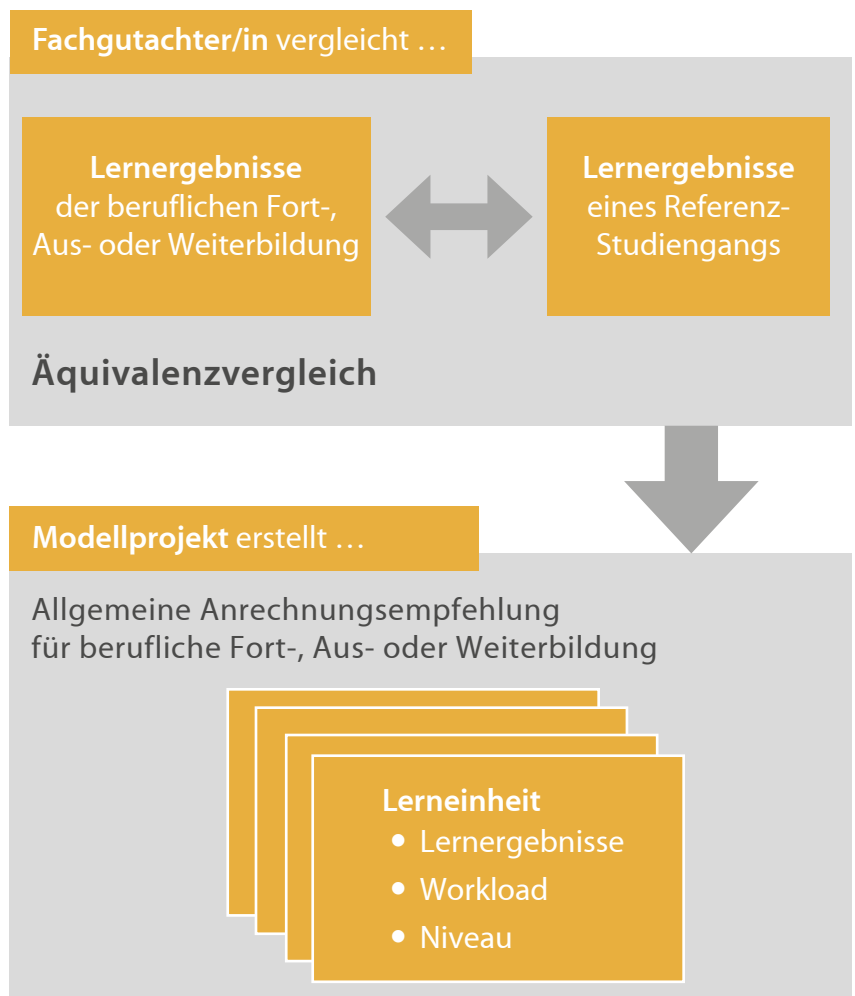 Fachgutachter/in vergleicht …
Lernergebnisse
der beruflichen Fort-,
Aus- oder Weiterbildung
Lernergebnisse
eines Referenz-
Studiengangs
Äquivalenzvergleich
Modellprojekt erstellt …
Allgemeine Anrechnungsempfehlung
für berufliche Fort-, Aus- oder Weiterbildung
Lerneinheit
• Lernergebnisse
• Workload
• Niveau